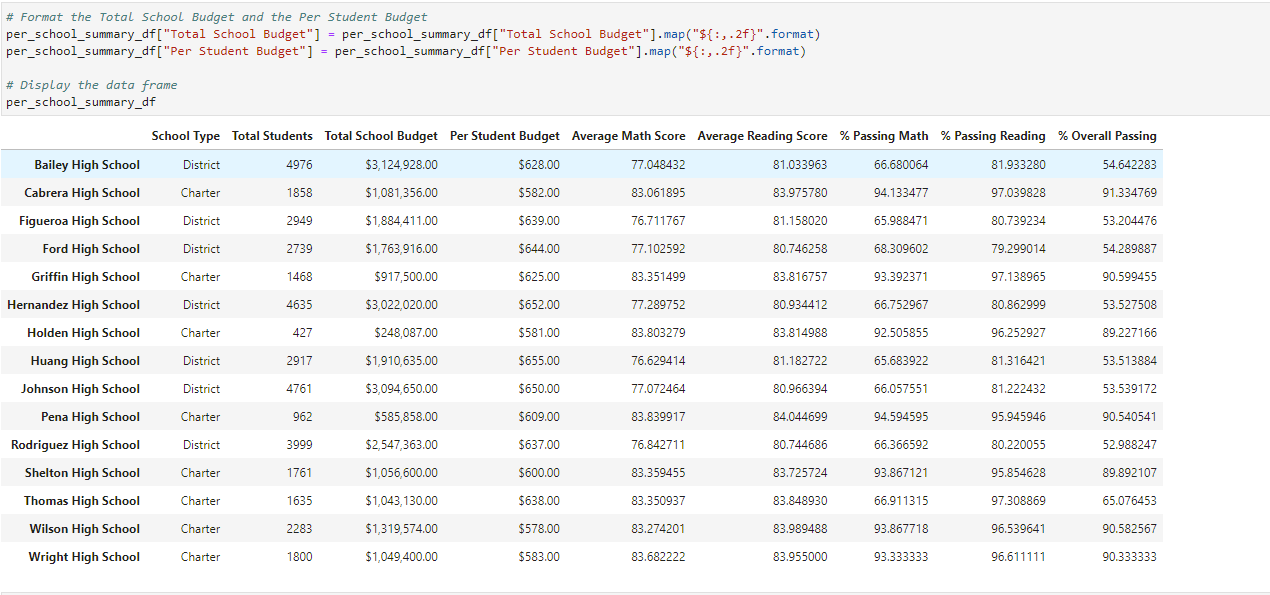 # Format the Total School Budget and the Per Student Budget
per_school_summary_df["Total School Budget"] = per_school_summary_df["Total School Budget"].map("${:,.2f}".format)
per_school_summary_df["Per Student Budget"] = per_school_summary_df["Per Student Budget"].map("${:,.2f}".format)
# Display the data frame
per_school_summary_df
School Type Total Students Total School Budget Per Student Budget Average Math Score Average Reading Score % Passing Math % Passing Reading % Overall Passing
Bailey High School District 4976 $3,124,928.00 $628.00 77.048432 81.033963 66.680064 81.933280 54.642283
Cabrera High School Charter 1858 $1,081,356.00 $582.00 83.061895 83.975780 94.133477 97.039828 91.334769
Figueroa High School District 2949 $1,884,411.00 $639.00 76.711767 81.158020 65.988471 80.739234 53.204476
Ford High School District 2739 $1,763,916.00 $644.00 77.102592 80.746258 68.309602 79.299014 54.289887
Griffin High School Charter 1468 $917,500.00 $625.00 83.351499 83.816757 93.392371 97.138965 90.599455
Hernandez High School District 4635 $3,022,020.00 $652.00 77.289752 80.934412 66.752967 80.862999 53.527508
Holden High School Charter 427 $248,087.00 $581.00 83.803279 83.814988 92.505855 96.252927 89.227166
Huang High School District 2917 $1,910,635.00 $655.00 76.629414 81.182722 65.683922 81.316421 53.513884
Johnson High School District 4761 $3,094,650.00 $650.00 77.072464 80.966394 66.057551 81.222432 53.539172
Pena High School Charter 962 $585,858.00 $609.00 83.839917 84.044699 94.594595 95.945946 90.540541
Rodriguez High School District 3999 $2,547,363.00 $637.00 76.842711 80.744686 66.366592 80.220055 52.988247
Shelton High School Charter 1761 $1,056,600.00 $600.00 83.359455 83.725724 93.867121 95.854628 89.892107
Thomas High School Charter 1635 $1,043,130.00 $638.00 83.350937 83.848930 66.911315 97.308869 65.076453
Wilson High School Charter 2283 $1,319,574.00 $578.00 83.274201 83.989488 93.867718 96.539641 90.582567
Wright High School Charter 1800 $1,049,400.00 $583.00 83.682222 83.955000 93.333333 96.611111 90.333333